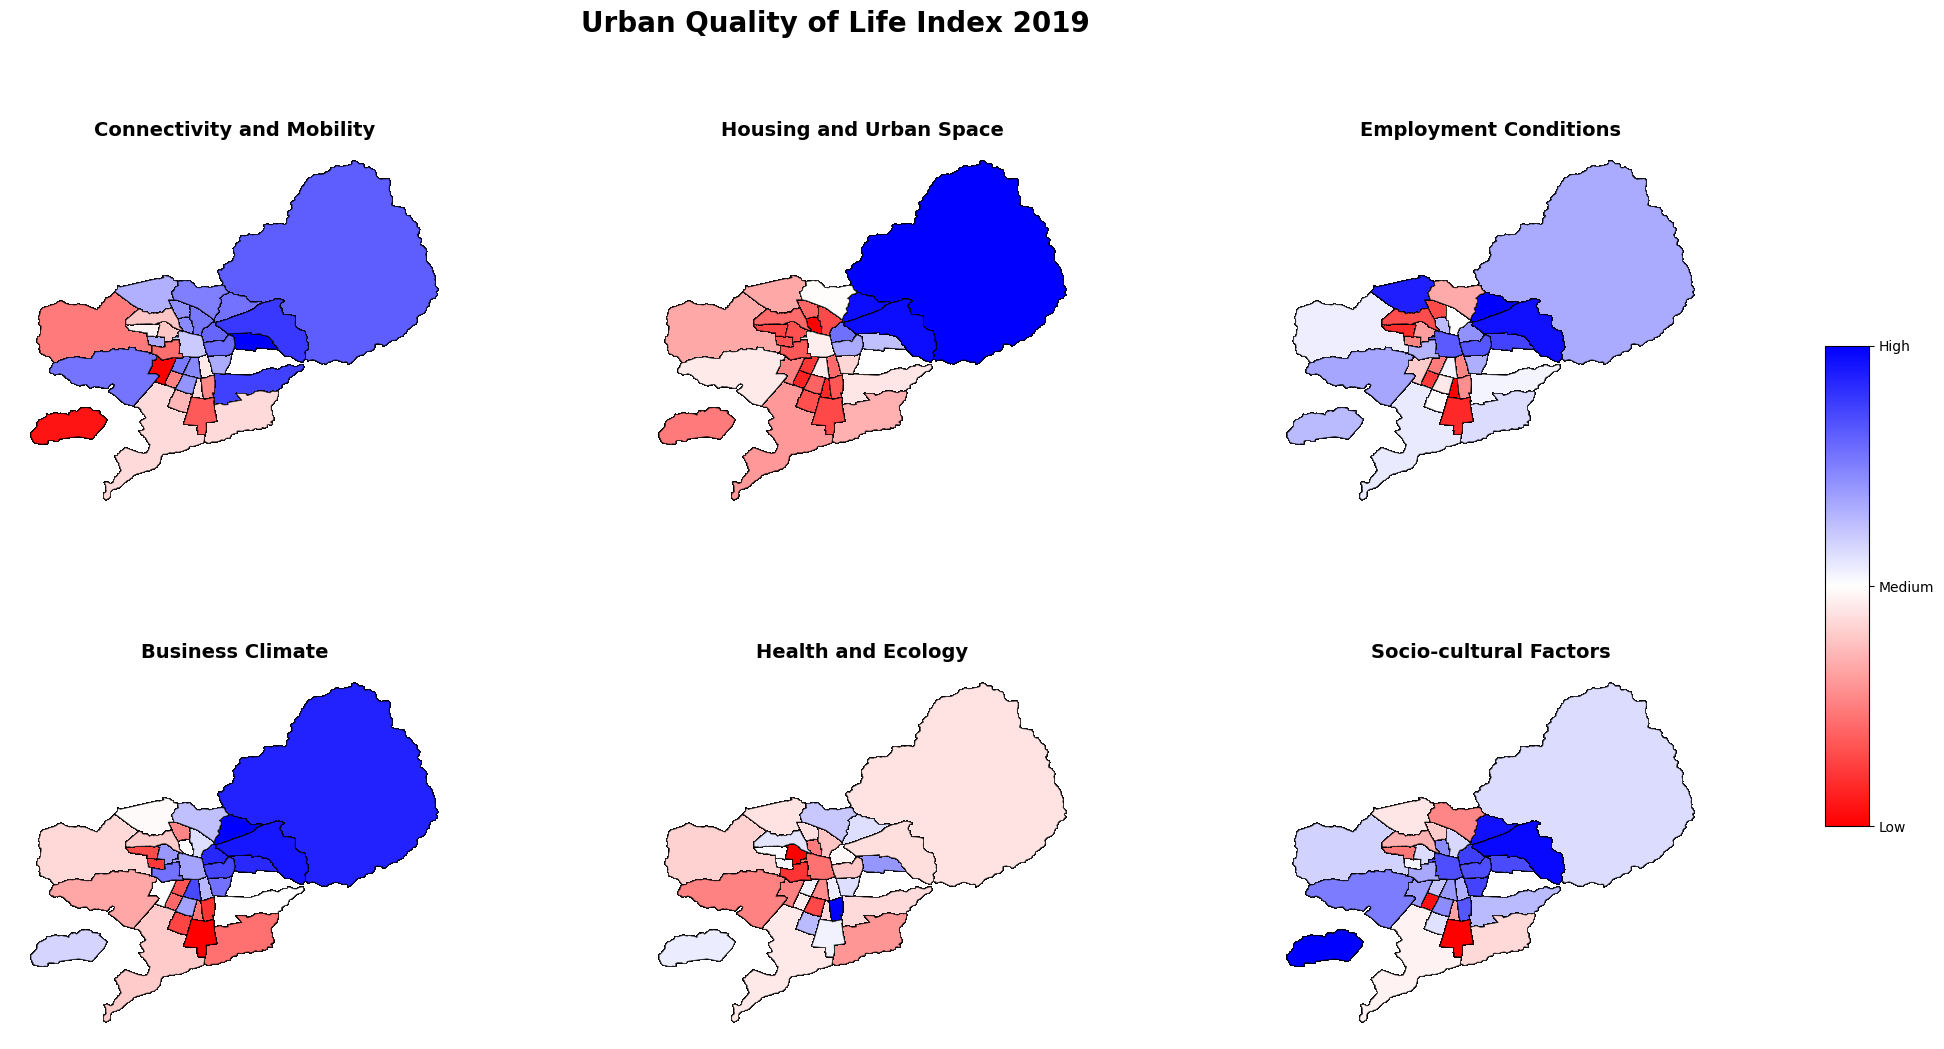 Urban Quality of Life Index 2019
Connectivity and Mobility
Housing and Urban Space
Employment Conditions
High
Medium
Low
Business Climate
Health and Ecology
Socio-cultural Factors